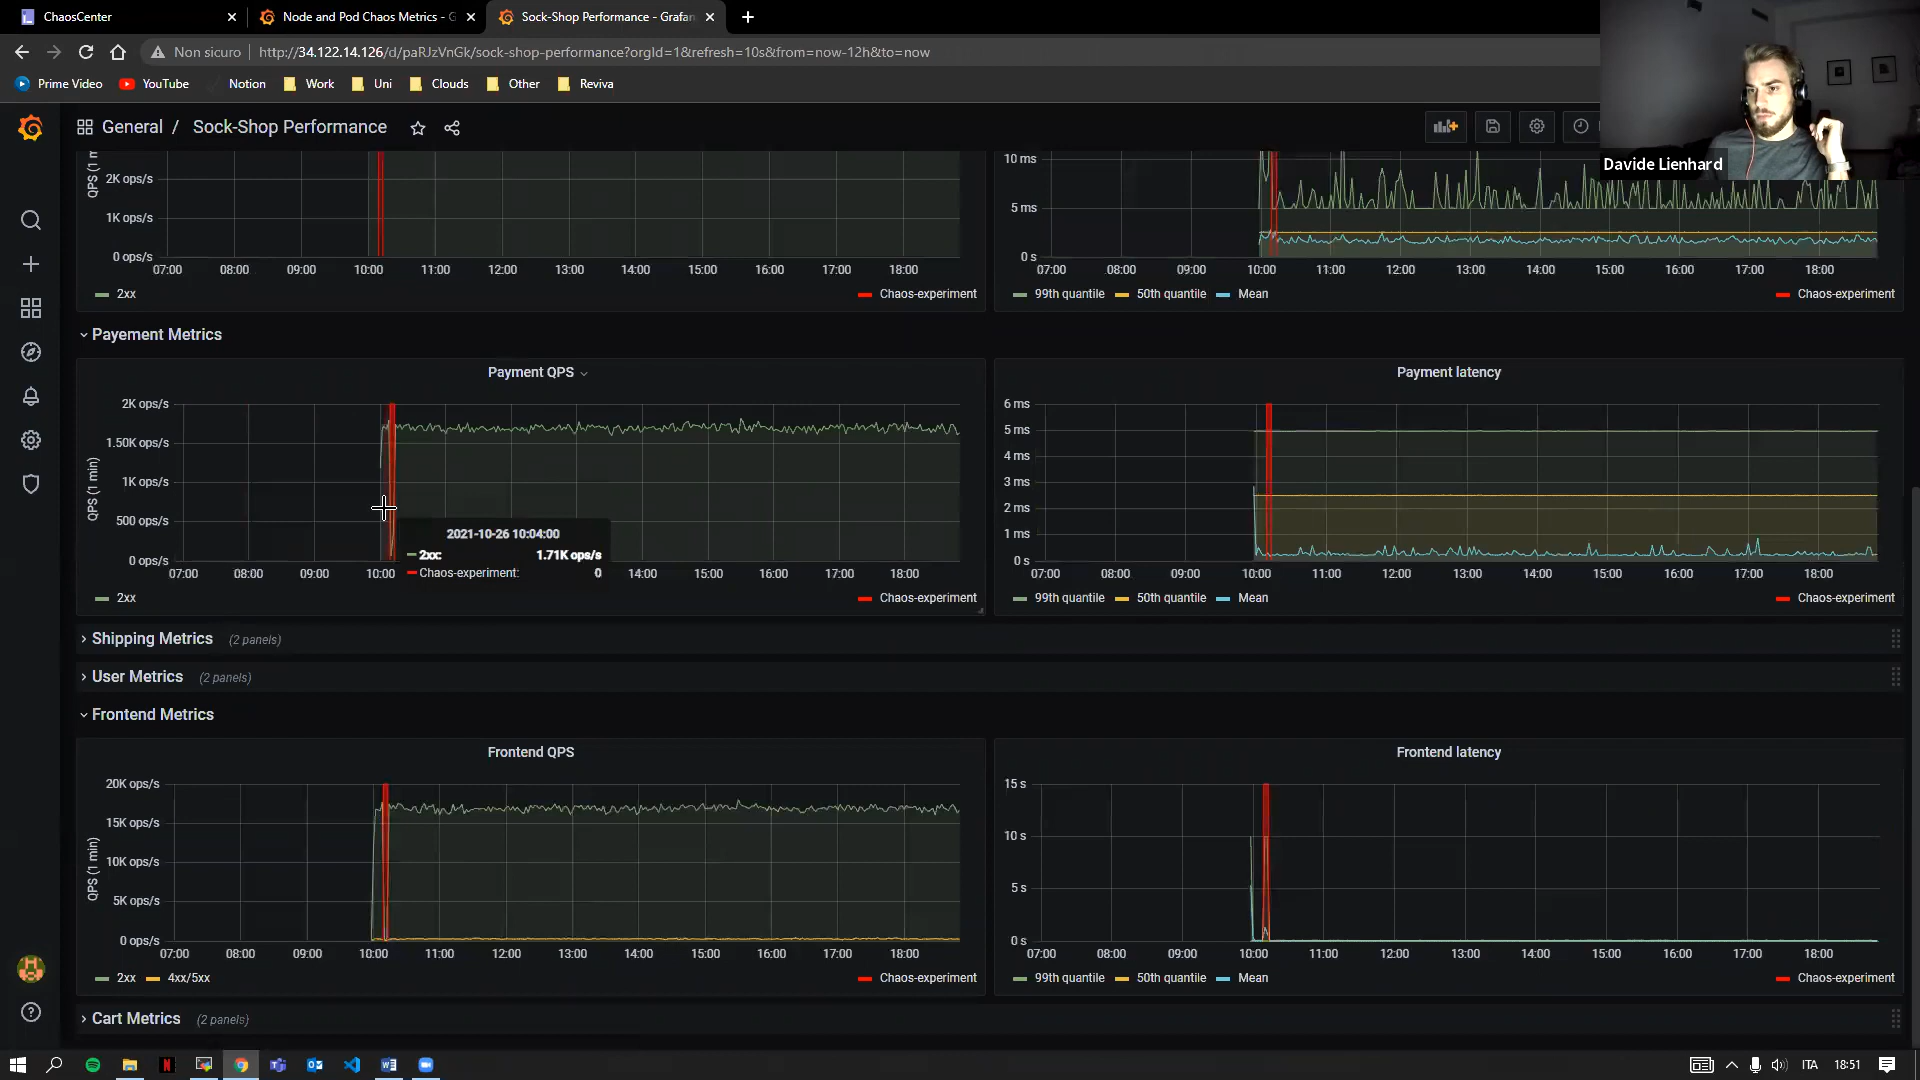 ChaosCenter
Node and Pod Chaos Metrics - G
Sock-Shop Performance - Grafan
Non sicuro
http://34.122.14.126/d/paRJzVnGk/sock-shop-performance?orgId=1&refresh=10s&from=now-12h&to=now
Prime Video
YouTube
Notion
Work
Uni
Clouds
Other
Reviva
General / Sock-Shop Performance
Davide Lienhard
QPS (1 m
2K ops/s
1K ops/s
0 ops/s
07:00 08:00 09:00 10:00 11:00 12:00 13:00 14:00 15:00 16:00 17:00 18:00
2xx
Chaos-experiment
10 ms
5 ms
0 s
07:00 08:00 09:00 10:00 11:00 12:00 13:00 14:00 15:00 16:00 17:00 18:00
99th quantile 50th quantile Mean
Chaos-experiment
Payement Metrics
Payment QPS
QPS (1 min)
2K ops/s
1.50K ops/s
1K ops/s
500 ops/s
0 ops/s
07:00 08:00 09:00 10:00 14:00 15:00 16:00 17:00 18:00
2021-10-26 10:04:00
2xx: 1.71K ops/s
Chaos-experiment: 0
2xx
Chaos-experiment
Payment latency
6 ms
5 ms
4 ms
3 ms
2 ms
1 ms
0 s
07:00 08:00 09:00 10:00 11:00 12:00 13:00 14:00 15:00 16:00 17:00 18:00
99th quantile 50th quantile Mean
Chaos-experiment
Shipping Metrics (2 panels)
User Metrics (2 panels)
Frontend Metrics
Frontend QPS
QPS (1 min)
20K ops/s
15K ops/s
10K ops/s
5K ops/s
0 ops/s
07:00 08:00 09:00 10:00 11:00 12:00 13:00 14:00 15:00 16:00 17:00 18:00
2xx 4xx/5xx
Chaos-experiment
Frontend latency
15 s
10 s
5 s
0 s
07:00 08:00 09:00 10:00 11:00 12:00 13:00 14:00 15:00 16:00 17:00 18:00
99th quantile 50th quantile Mean
Chaos-experiment
Cart Metrics (2 panels)
ITA
18:51